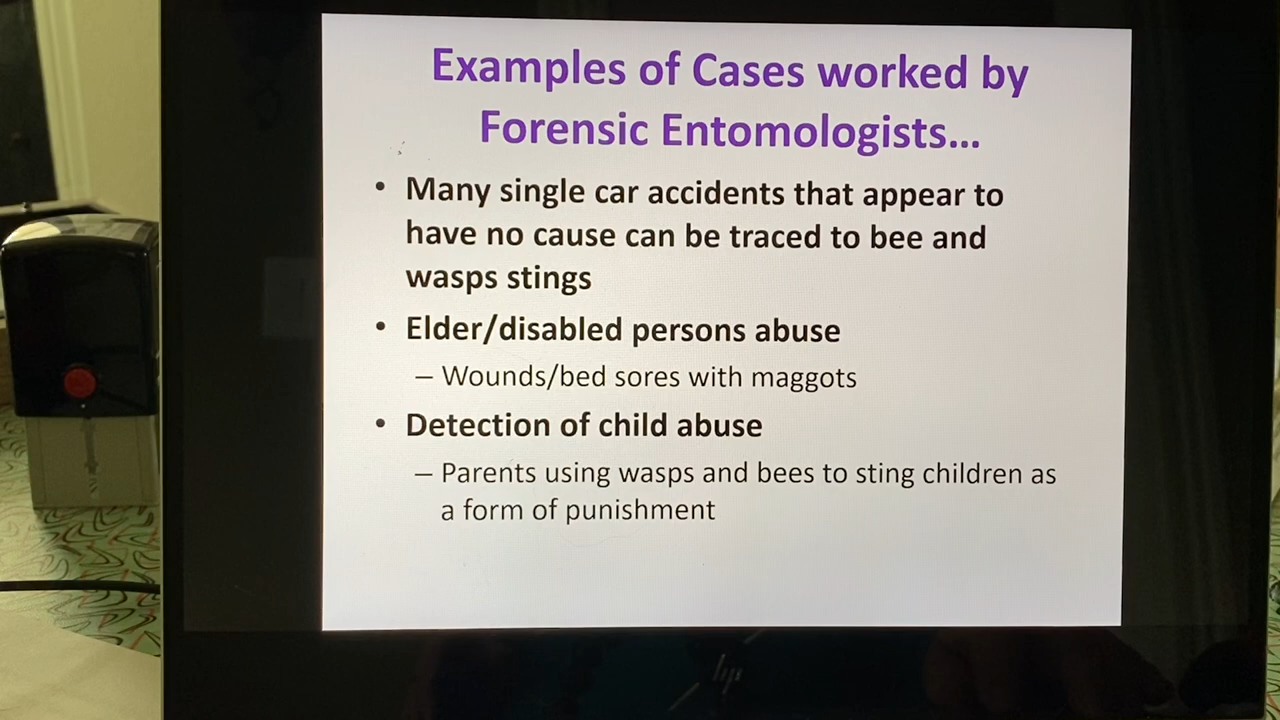 Examples of Cases worked by
Forensic Entomologists...
• Many single car accidents that appear to
have no cause can be traced to bee and
wasps stings
• Elder/disabled persons abuse
– Wounds/bed sores with maggots
• Detection of child abuse
– Parents using wasps and bees to sting children as
a form of punishment
hp